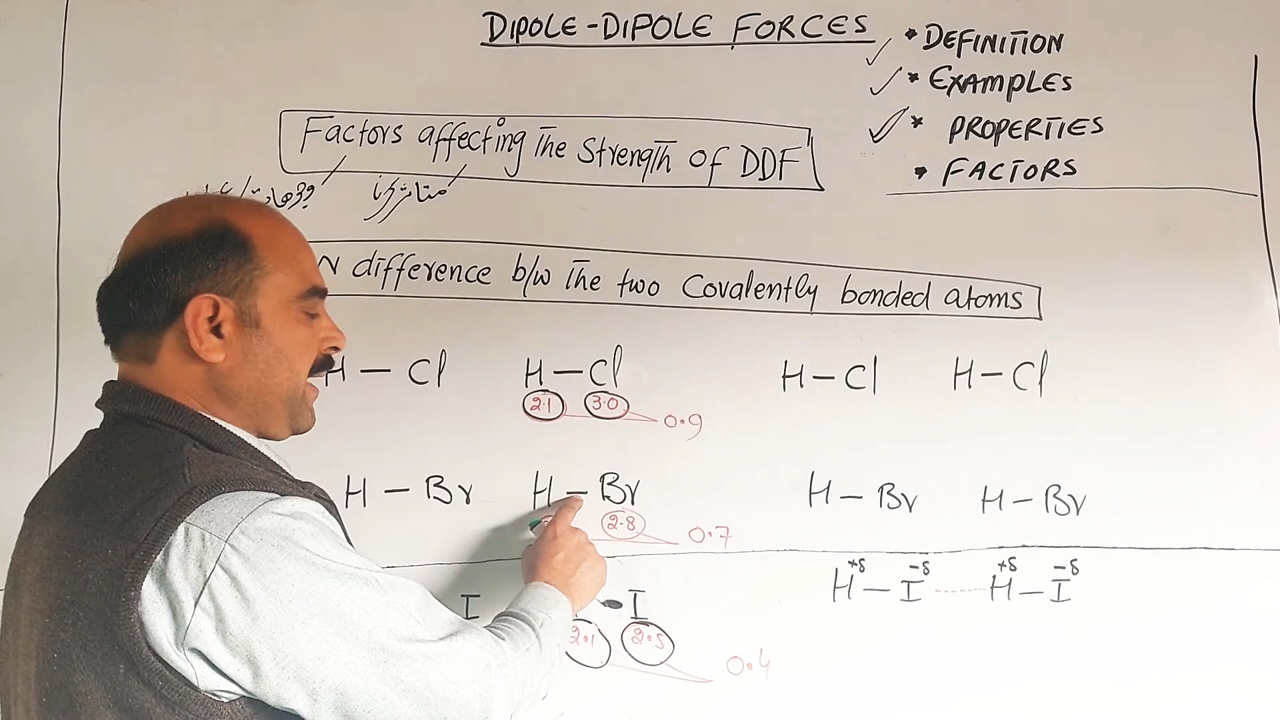 DIPOLE-DIPOLE FORCES
* DEFINITION
* EXAMPLES
* PROPERTIES
• FACTORS
Factors affecting The Strength of DDF
متاثر کرنا
N difference b/w The two Covalently bonded atoms
H – Cl H – Cl H – Cl H – Cl
2.1 3.0 0.9
H – Br H – Br H – Br H – Br
2.8 0.7
+δ -δ +δ -δ
I I H – I ...... H – I
2.1 2.5 0.4